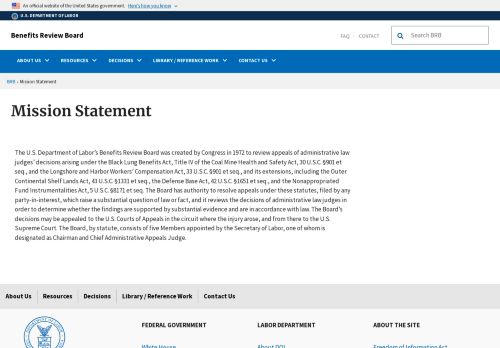 An official website of the United States government. Here's how you know
U.S. DEPARTMENT OF LABOR
Benefits Review Board
FAQ
CONTACT
Search BRB
ABOUT US
RESOURCES
DECISIONS
LIBRARY / REFERENCE WORK
CONTACT US
BRB › Mission Statement
Mission Statement
The U.S. Department of Labor's Benefits Review Board was created by Congress in 1972 to review appeals of administrative law
judges' decisions arising under the Black Lung Benefits Act, Title IV of the Coal Mine Health and Safety Act, 30 U.S.C. §901 et
seq., and the Longshore and Harbor Workers' Compensation Act, 33 U.S.C. §901 et seq., and its extensions, including the Outer
Continental Shelf Lands Act, 43 U.S.C. §1331 et seq., the Defense Base Act, 42 U.S.C. §1651 et seq., and the Nonappropriated
Fund Instrumentalities Act, 5 U.S.C. §8171 et seq. The Board has authority to resolve appeals under these statutes, filed by any
party-in-interest, which raise a substantial question of law or fact, and it reviews the decisions of administrative law judges in
order to determine whether the findings are supported by substantial evidence and are in accordance with law. The Board's
decisions may be appealed to the U.S. Courts of Appeals in the circuit where the injury arose, and from there to the U.S.
Supreme Court. The Board, by statute, consists of five Members appointed by the Secretary of Labor, one of whom is
designated as Chairman and Chief Administrative Appeals Judge.
About Us
Resources
Decisions
Library / Reference Work
Contact Us
FEDERAL GOVERNMENT
LABOR DEPARTMENT
ABOUT THE SITE
White House
About DOL
Freedom of Information Act